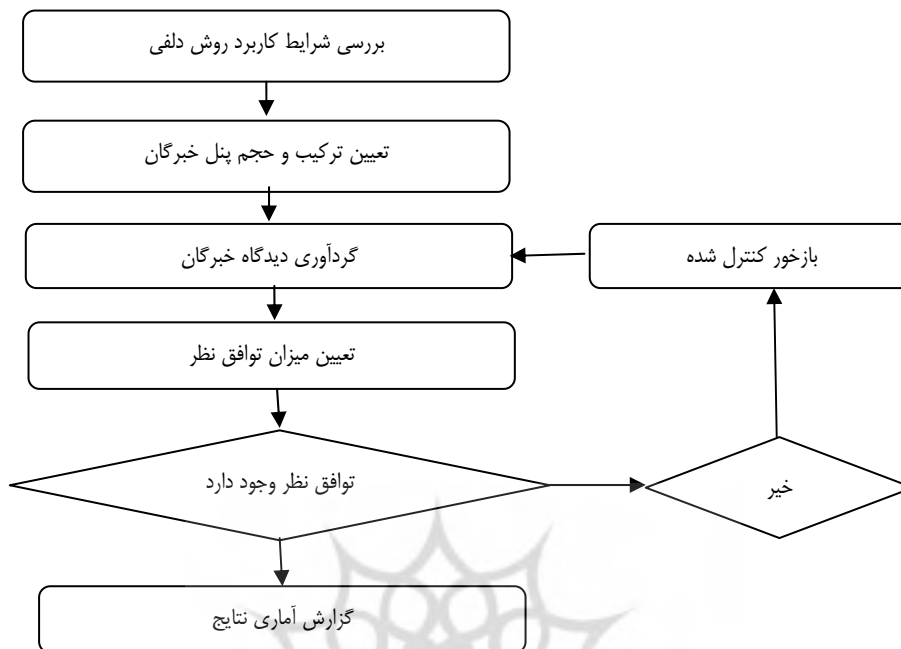 بررسی شرایط کاربرد روش دلفی
تعیین ترکیب و حجم پنل خبرگان
گردآوری دیدگاه خبرگان
بازخور کنترل شده
تعیین میزان توافق نظر
توافق نظر وجود دارد
خیر
گزارش آماری نتایج